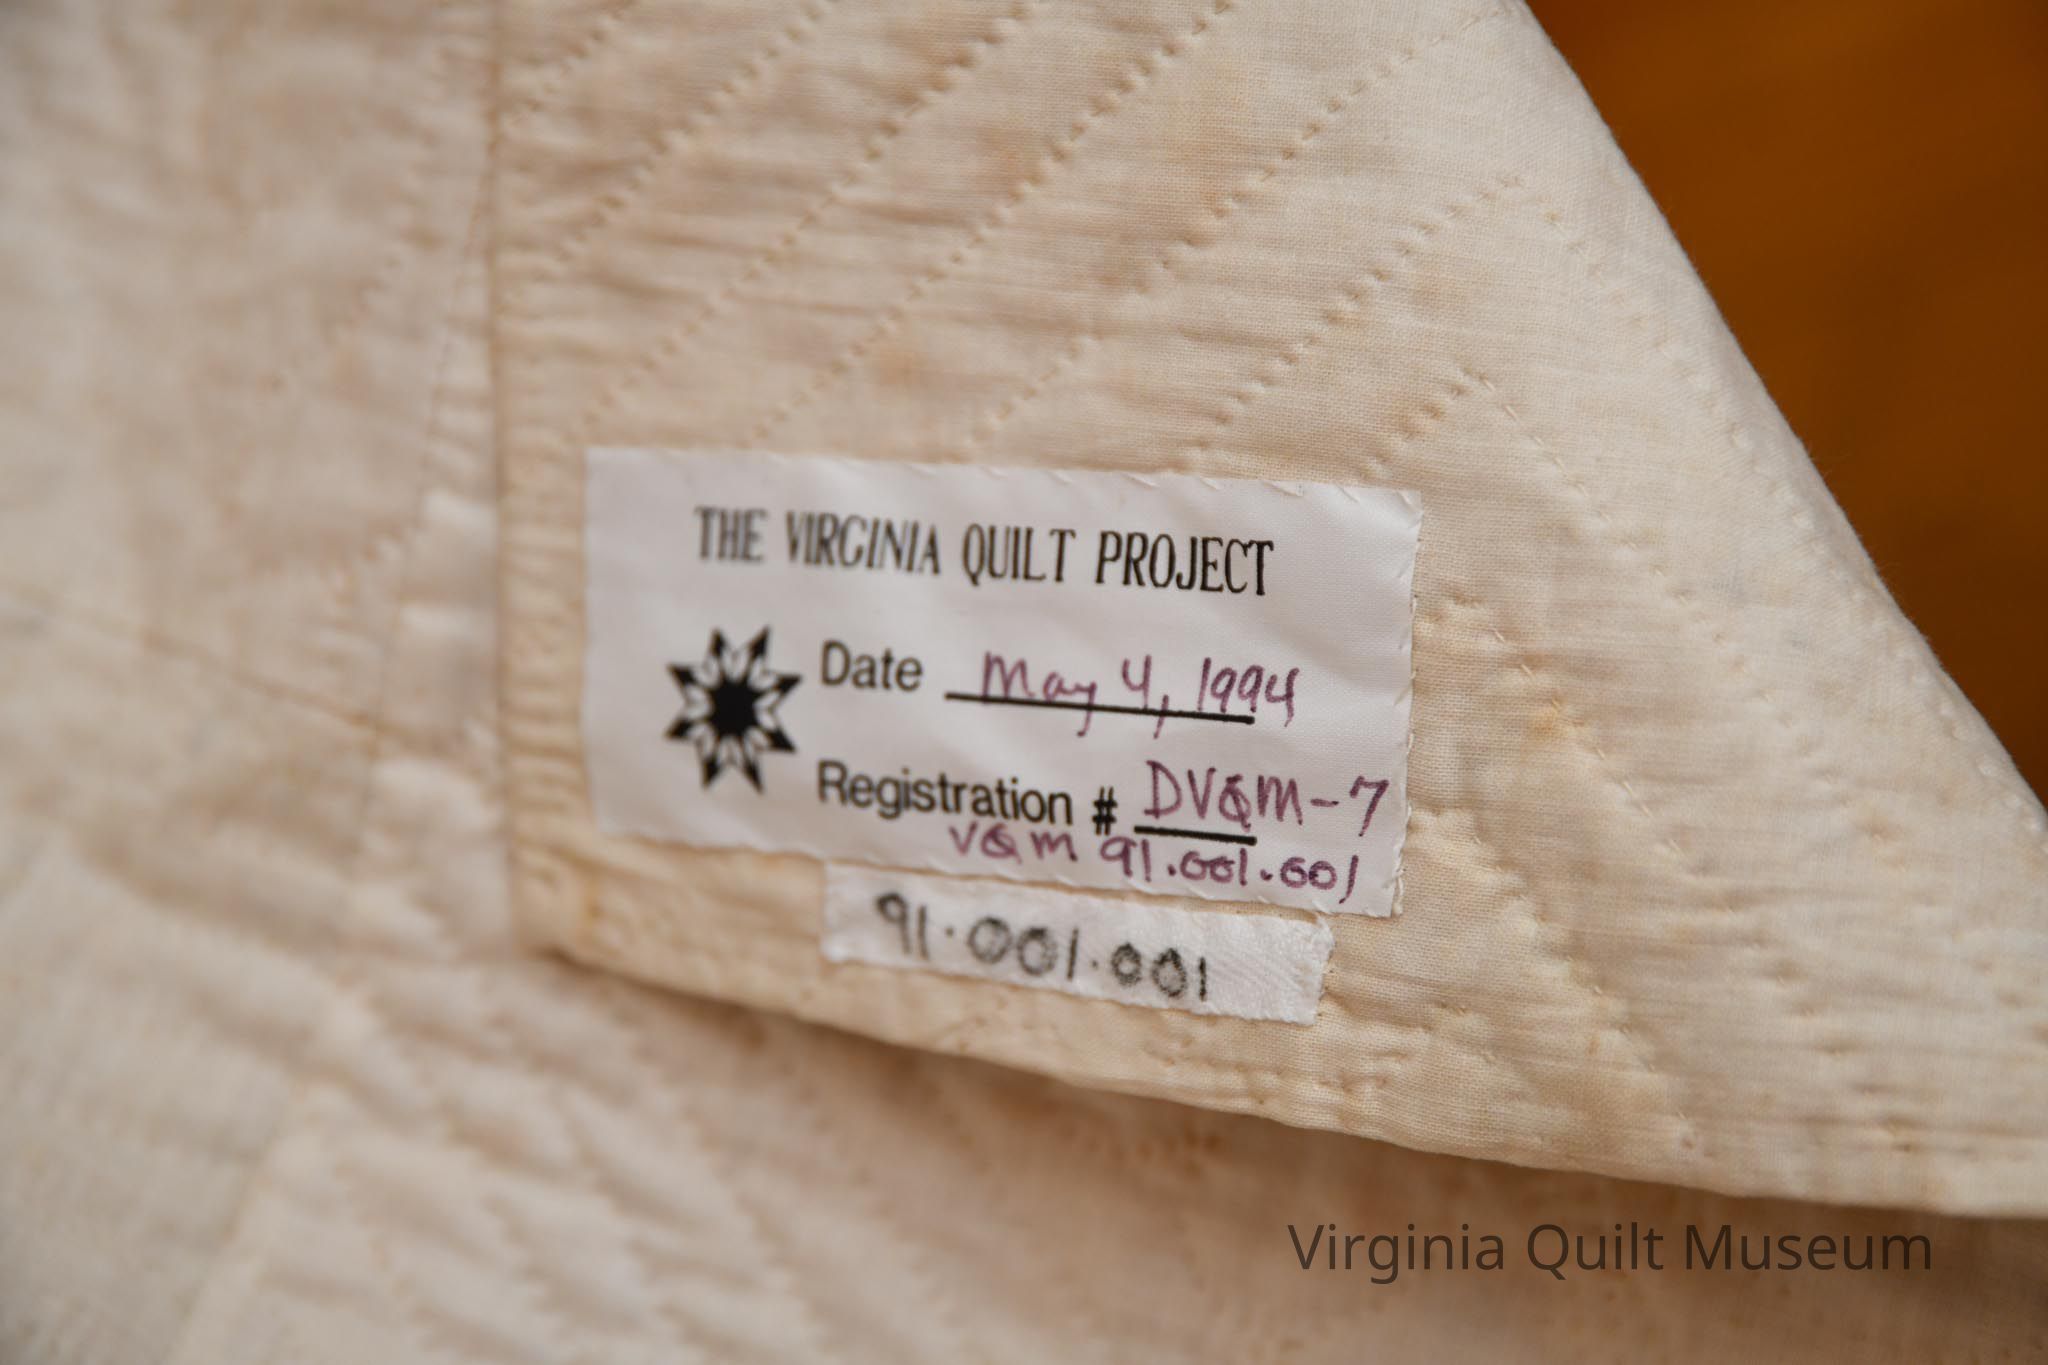 THE VIRGINIA QUILT PROJECT
Date May 4, 1994
Registration # DVQM-7
VQM 91.001.001
91.001.001
Virginia Quilt Museum